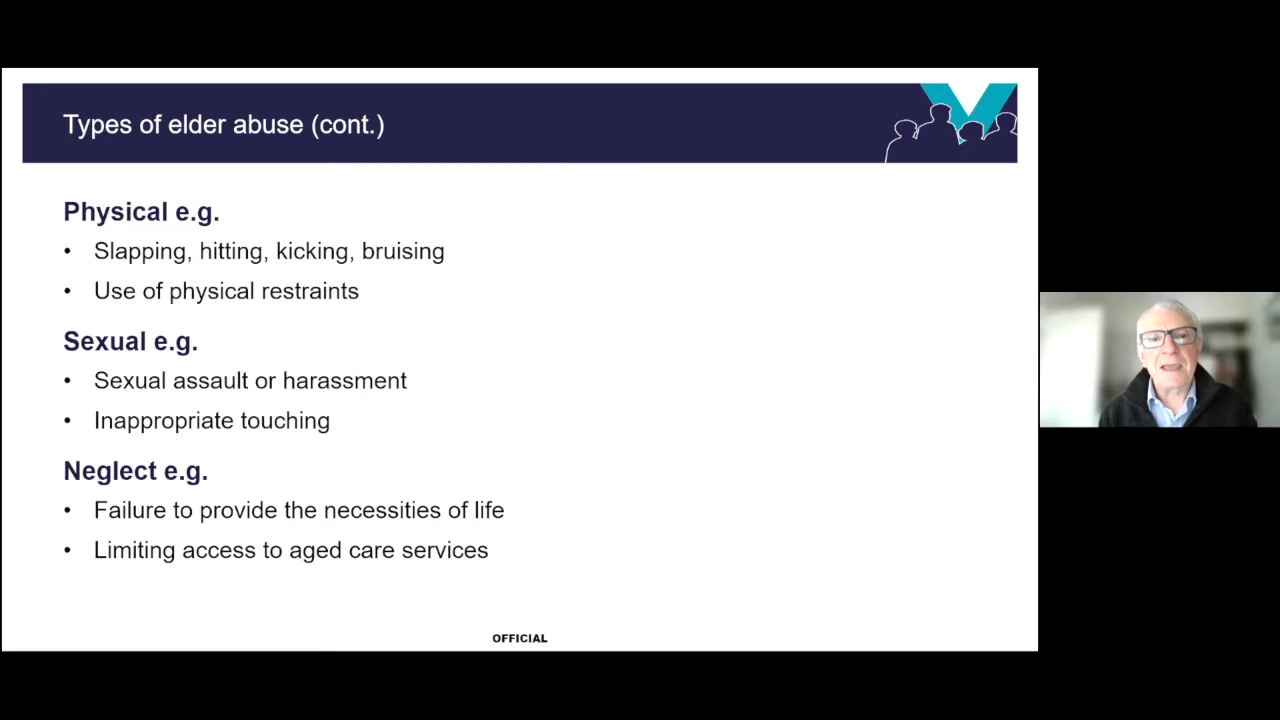 Types of elder abuse (cont.)
Physical e.g.
• Slapping, hitting, kicking, bruising
• Use of physical restraints
Sexual e.g.
• Sexual assault or harassment
• Inappropriate touching
Neglect e.g.
• Failure to provide the necessities of life
• Limiting access to aged care services
OFFICIAL